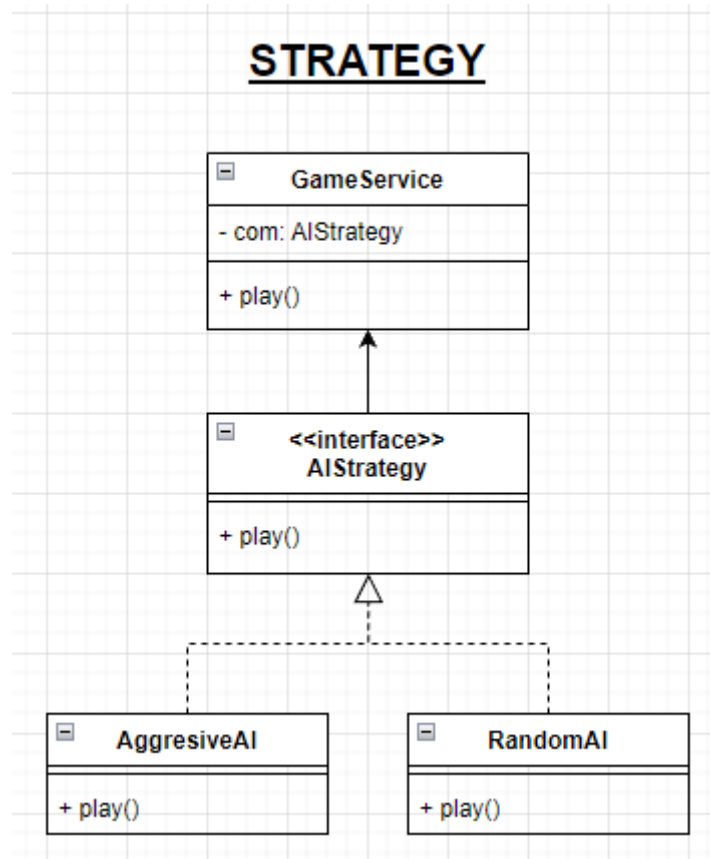 STRATEGY
GameService
- com: AIStrategy
+ play()
<<interface>>
AIStrategy
+ play()
AggresiveAI
+ play()
RandomAI
+ play()